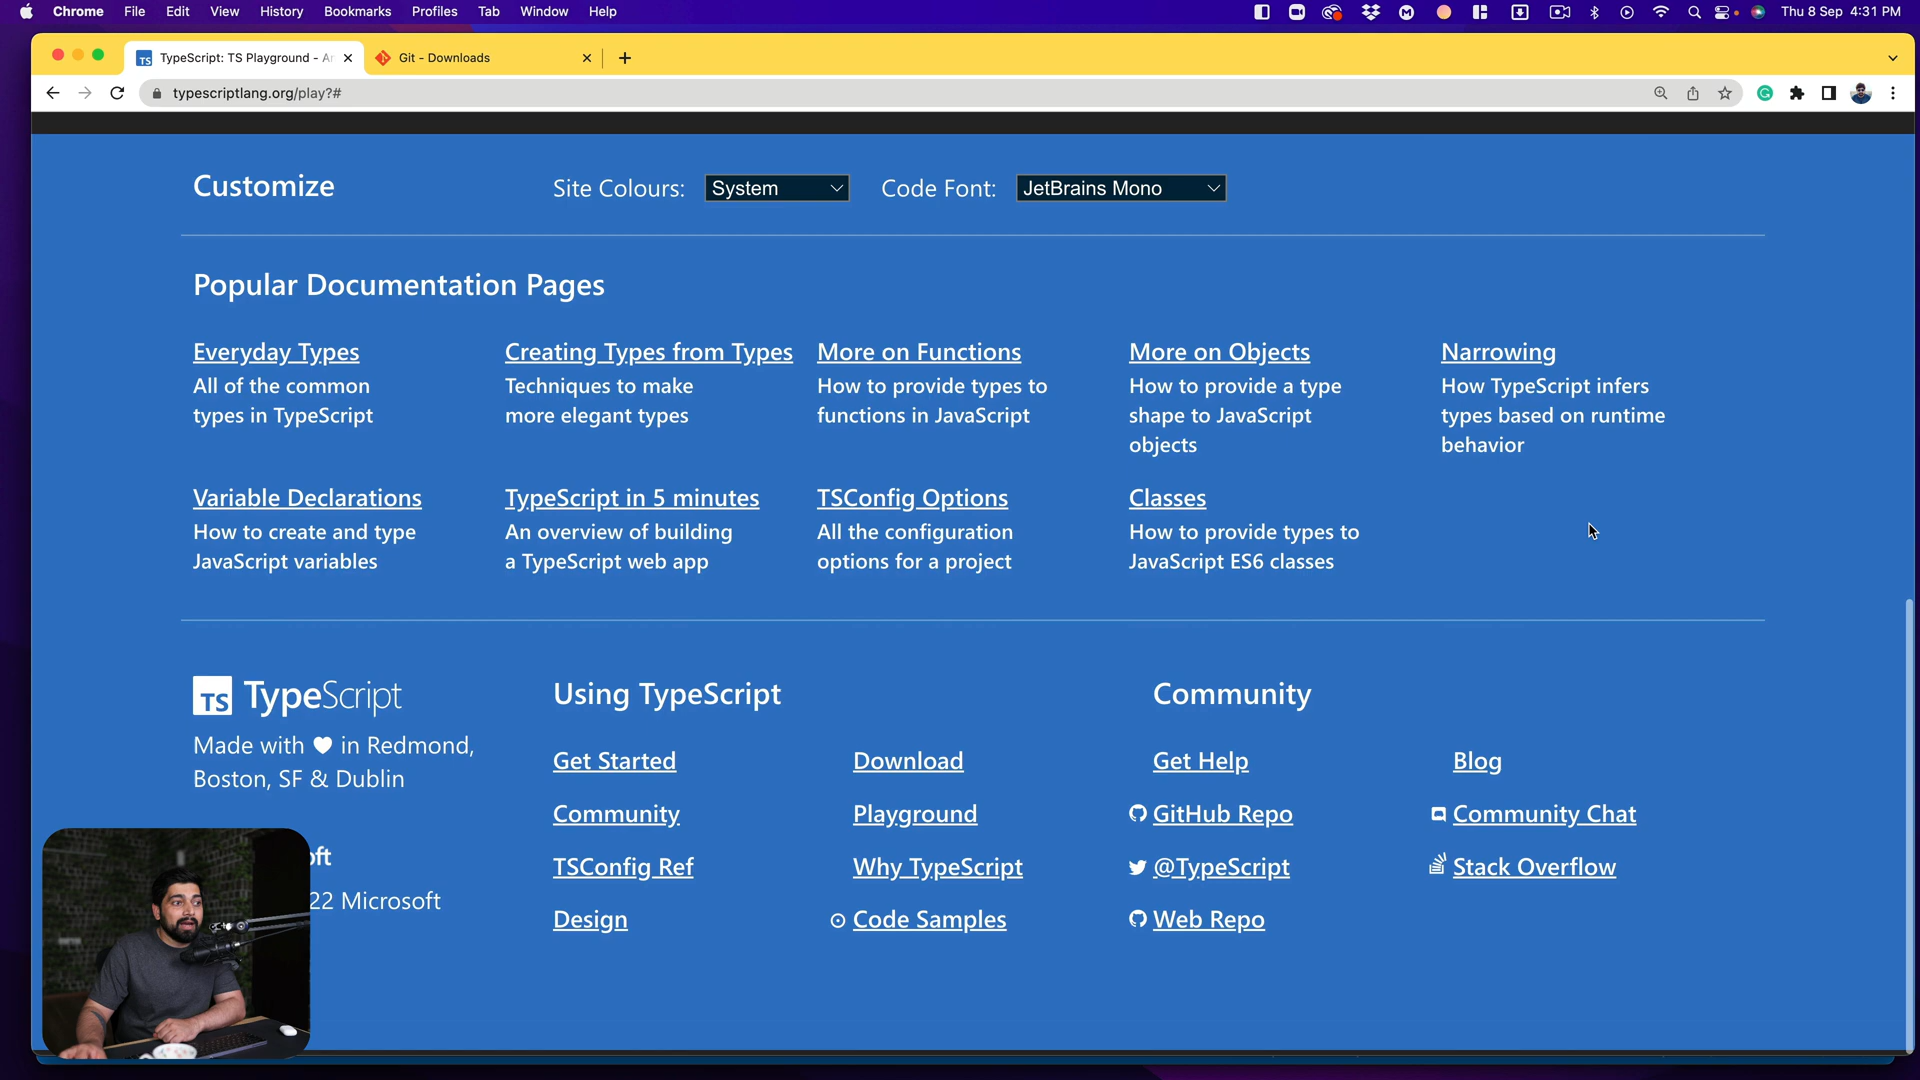 Chrome File Edit View History Bookmarks Profiles Tab Window Help Thu 8 Sep 4:31 PM
TypeScript: TS Playground - Git - Downloads
typescriptlang.org/play?#
Customize Site Colours: System Code Font: JetBrains Mono
Popular Documentation Pages
Everyday Types
All of the common
types in TypeScript
Creating Types from Types
Techniques to make
more elegant types
More on Functions
How to provide types to
functions in JavaScript
More on Objects
How to provide a type
shape to JavaScript
objects
Narrowing
How TypeScript infers
types based on runtime
behavior
Variable Declarations
How to create and type
JavaScript variables
TypeScript in 5 minutes
An overview of building
a TypeScript web app
TSConfig Options
All the configuration
options for a project
Classes
How to provide types to
JavaScript ES6 classes
TS TypeScript
Made with in Redmond,
Boston, SF & Dublin
oft
22 Microsoft
Using TypeScript
Get Started
Community
TSConfig Ref
Design
Download
Playground
Why TypeScript
Code Samples
Community
Get Help
GitHub Repo
@TypeScript
Web Repo
Blog
Community Chat
Stack Overflow